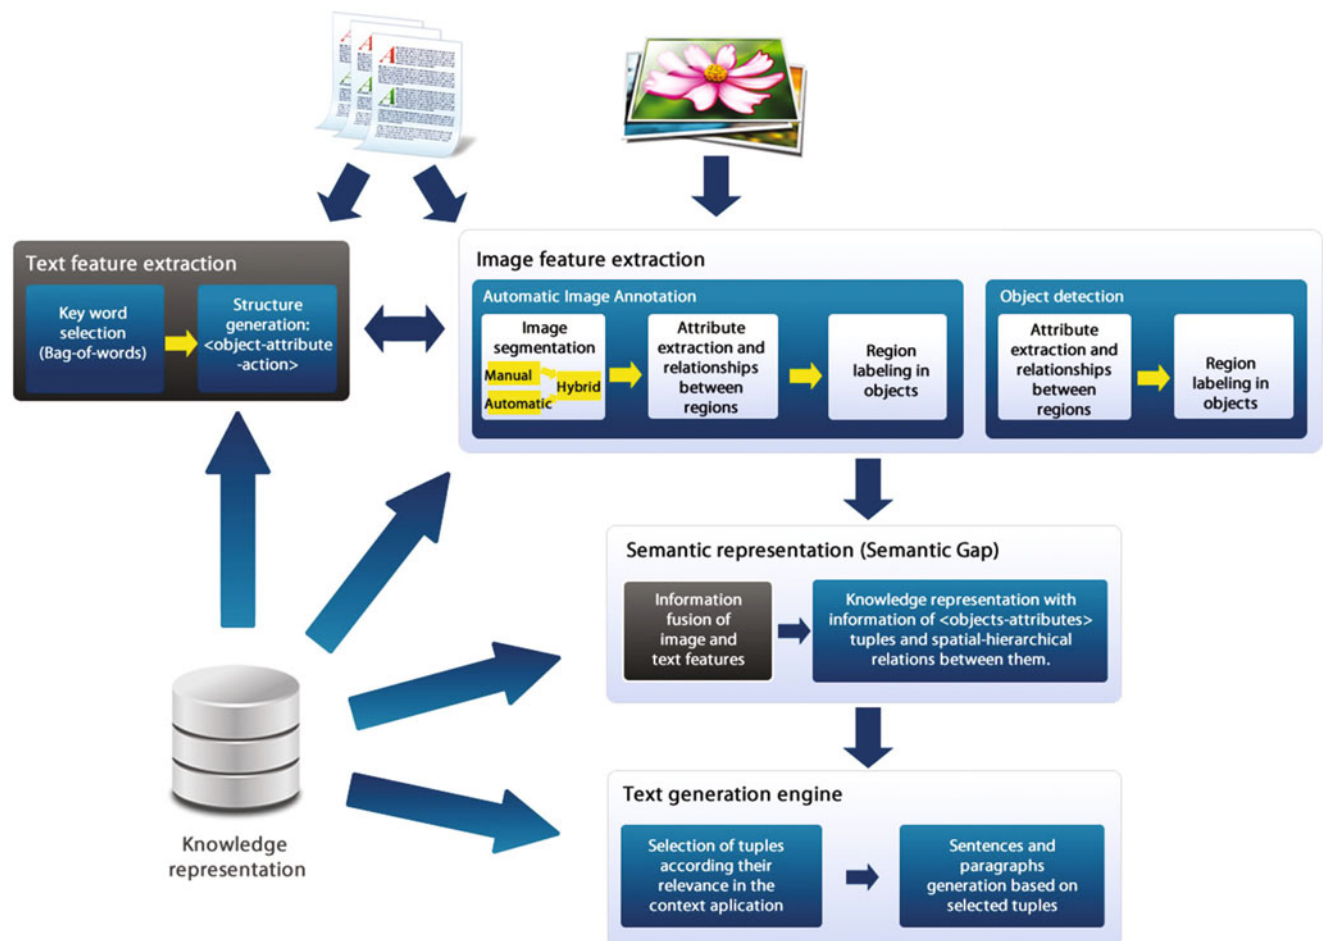 A
A
Text feature extraction
Key word
selection
(Bag-of-words)
Structure
generation:
<object-attribute
-action>
Image feature extraction
Automatic Image Annotation
Image
segmentation
Manual
Automatic
Hybrid
Attribute
extraction and
relationships
between
regions
Region
labeling in
objects
Object detection
Attribute
extraction and
relationships
between
regions
Region
labeling in
objects
Semantic representation (Semantic Gap)
Information
fusion of
image and
text features
Knowledge representation with
information of <objects-attributes>
tuples and spatial-hierarchical
relations between them.
Text generation engine
Selection of tuples
according their
relevance in the
context aplication
Sentences and
paragraphs
generation based on
selected tuples
Knowledge
representation